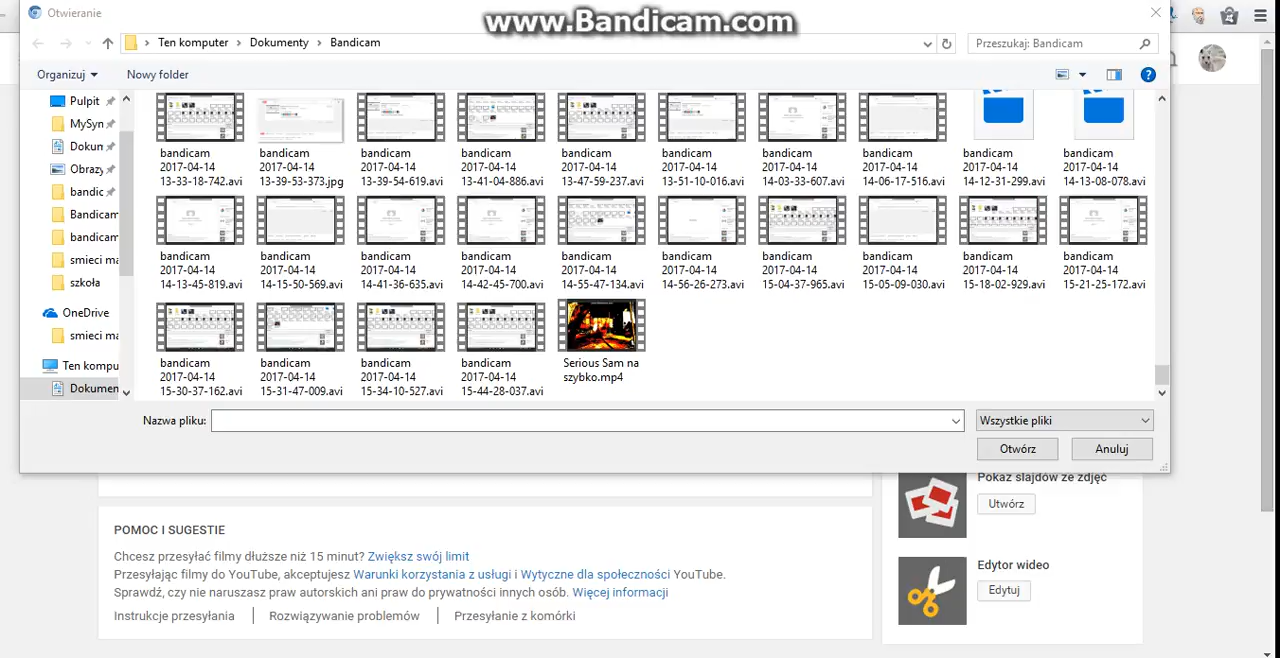 Otwieranie
www.Bandicam.com
Ten komputer
Dokumenty
Bandicam
Przeszukaj: Bandicam
Organizuj
Nowy folder
Pulpit
MySyn
Dokum
Obrazy
bandic
Bandicam
bandicam
smieci ma
szkoła
OneDrive
smieci ma
Ten kompu
Dokumen
bandicam
2017-04-14
13-33-18-742.avi
bandicam
2017-04-14
13-39-53-373.jpg
bandicam
2017-04-14
13-39-54-619.avi
bandicam
2017-04-14
13-41-04-886.avi
bandicam
2017-04-14
13-47-59-237.avi
bandicam
2017-04-14
13-51-10-016.avi
bandicam
2017-04-14
14-03-33-607.avi
bandicam
2017-04-14
14-06-17-516.avi
bandicam
2017-04-14
14-12-31-299.avi
bandicam
2017-04-14
14-13-08-078.avi
bandicam
2017-04-14
14-13-45-819.avi
bandicam
2017-04-14
14-15-50-569.avi
bandicam
2017-04-14
14-41-36-635.avi
bandicam
2017-04-14
14-42-45-700.avi
bandicam
2017-04-14
14-55-47-134.avi
bandicam
2017-04-14
14-56-26-273.avi
bandicam
2017-04-14
15-04-37-965.avi
bandicam
2017-04-14
15-05-09-030.avi
bandicam
2017-04-14
15-18-02-929.avi
bandicam
2017-04-14
15-21-25-172.avi
bandicam
2017-04-14
15-30-37-162.avi
bandicam
2017-04-14
15-31-47-009.avi
bandicam
2017-04-14
15-34-10-527.avi
bandicam
2017-04-14
15-44-28-037.avi
Serious Sam na
szybko.mp4
Nazwa pliku:
Wszystkie pliki
Otwórz
Anuluj
Pokaz slajdów ze zdjęć
Utwórz
Edytor wideo
Edytuj
POMOC I SUGESTIE
Chcesz przesyłać filmy dłuższe niż 15 minut? Zwiększ swój limit
Przesyłając filmy do YouTube, akceptujesz Warunki korzystania z usługi i Wytyczne dla społeczności YouTube.
Sprawdź, czy nie naruszasz praw autorskich ani praw do prywatności innych osób. Więcej informacji
Instrukcje przesyłania
Rozwiązywanie problemów
Przesyłanie z komórki